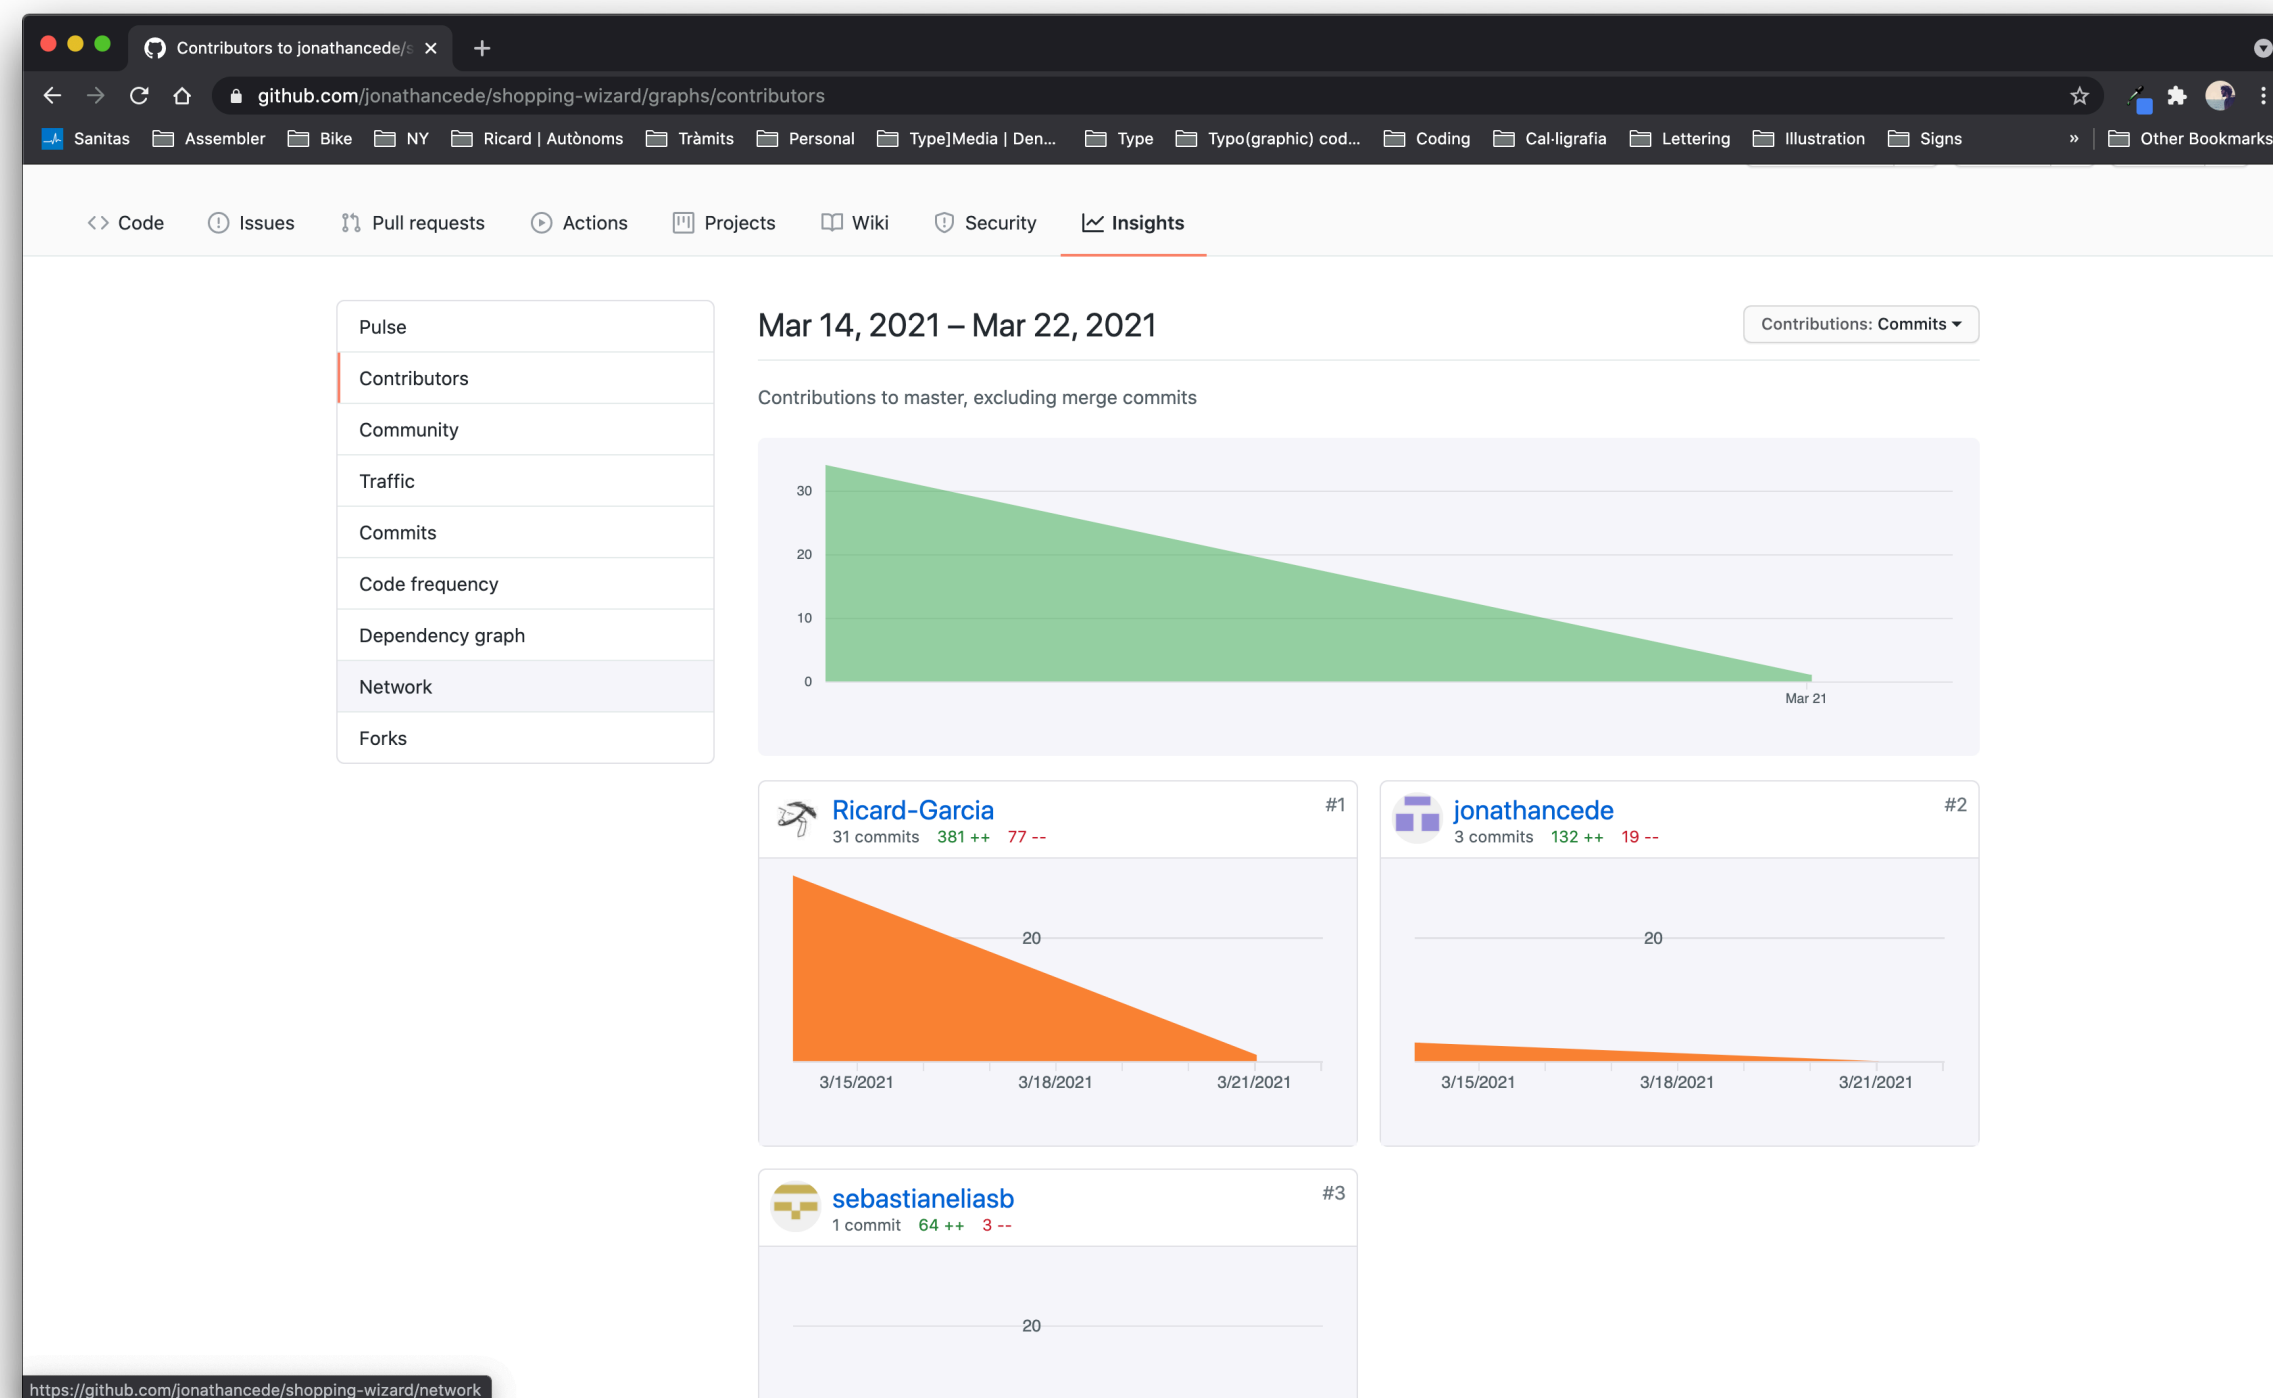 Contributors to jonathancede/s
github.com/jonathancede/shopping-wizard/graphs/contributors
Sanitas Assembler Bike NY Ricard | Autònoms Tràmits Personal Type]Media | Den... Type Typo(graphic) cod... Coding Cal·ligrafia Lettering Illustration Signs » Other Bookmarks
Code Issues Pull requests Actions Projects Wiki Security Insights
Pulse
Contributors
Community
Traffic
Commits
Code frequency
Dependency graph
Network
Forks
Mar 14, 2021 – Mar 22, 2021
Contributions: Commits
Contributions to master, excluding merge commits
30
20
10
0
Mar 21
Ricard-Garcia #1
31 commits 381 ++ 77 --
20
3/15/2021 3/18/2021 3/21/2021
jonathancede #2
3 commits 132 ++ 19 --
20
3/15/2021 3/18/2021 3/21/2021
sebastianeliasb #3
1 commit 64 ++ 3 --
20
https://github.com/jonathancede/shopping-wizard/network